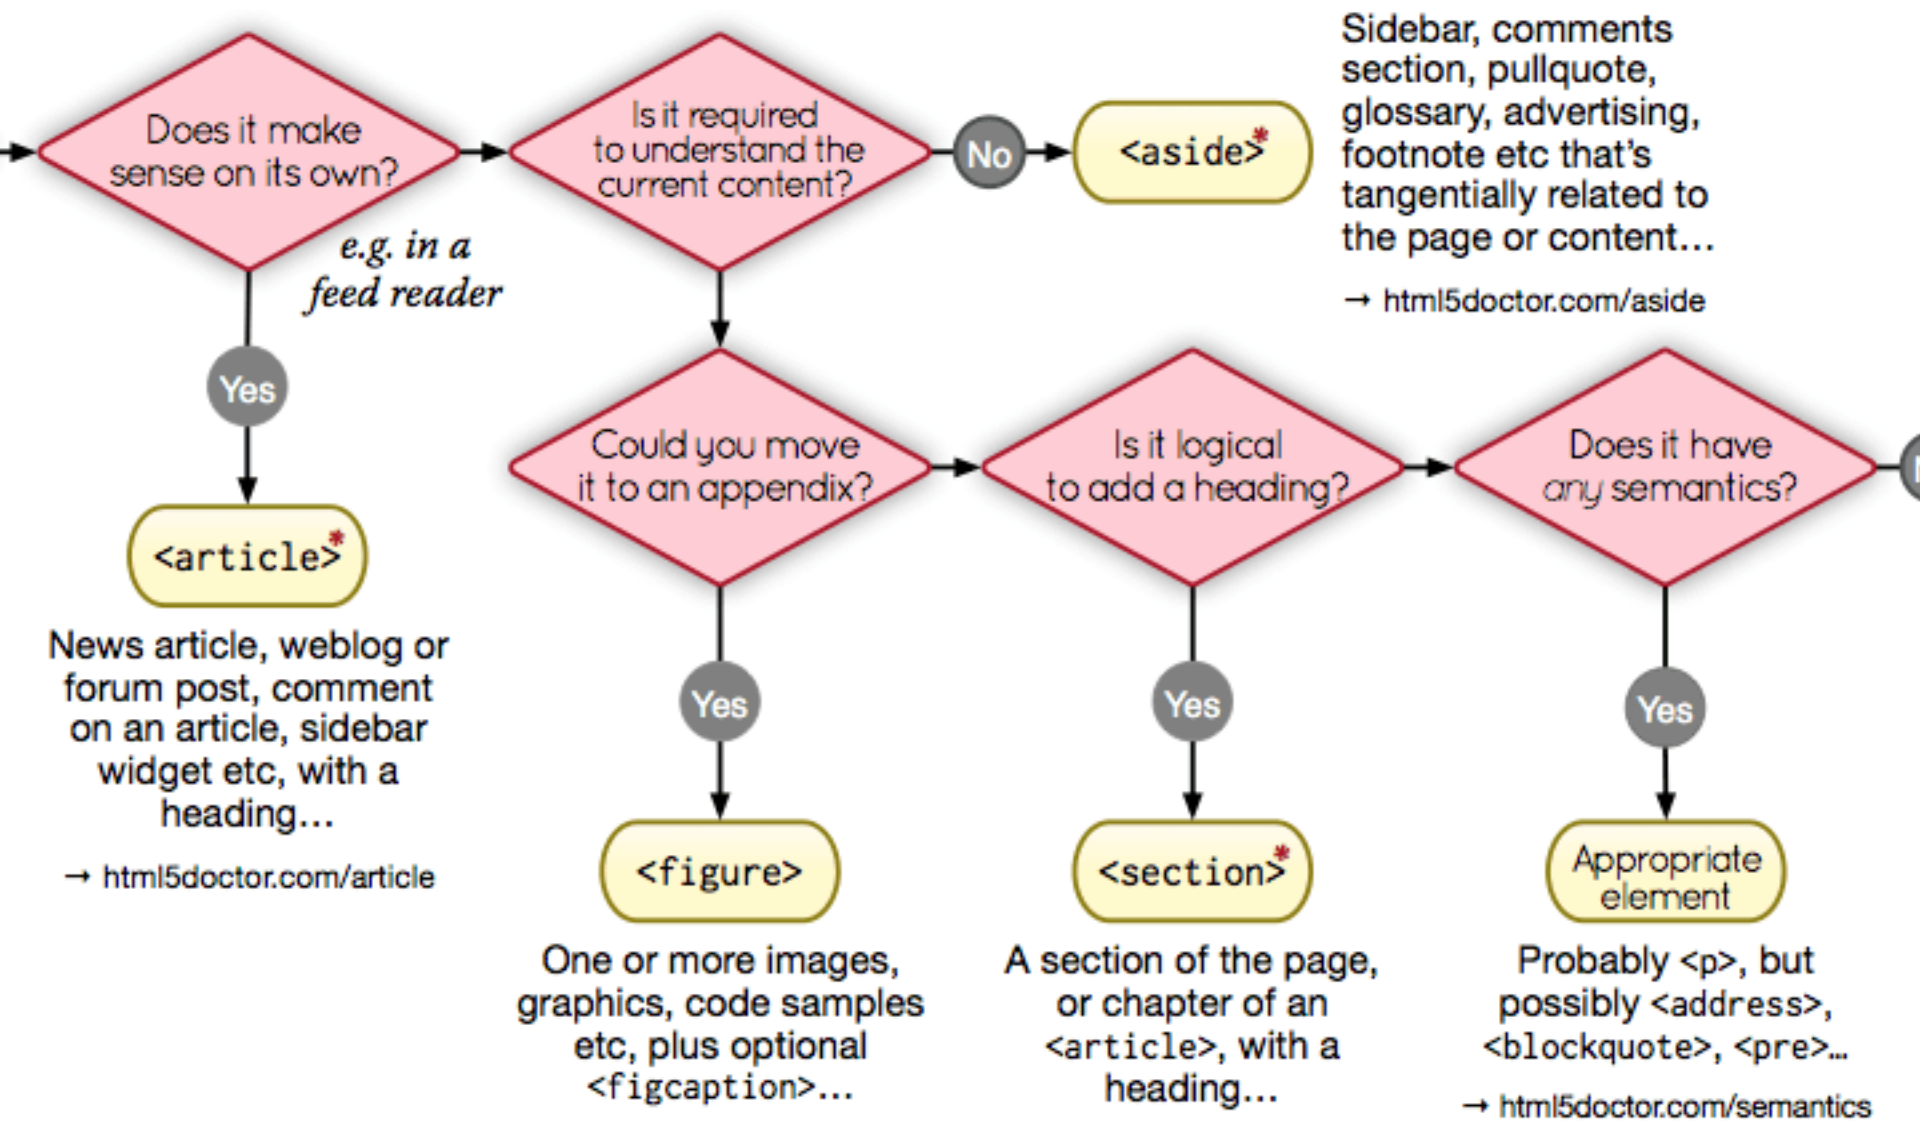 Does it make
sense on its own?
e.g. in a
feed reader
Is it required
to understand the
current content?
No
<aside>*
Sidebar, comments
section, pullquote,
glossary, advertising,
footnote etc that's
tangentially related to
the page or content...
→ html5doctor.com/aside
Yes
<article>*
News article, weblog or
forum post, comment
on an article, sidebar
widget etc, with a
heading...
→ html5doctor.com/article
Could you move
it to an appendix?
Yes
<figure>
One or more images,
graphics, code samples
etc, plus optional
<figcaption>...
Is it logical
to add a heading?
Yes
<section>*
A section of the page,
or chapter of an
<article>, with a
heading...
Does it have
any semantics?
Yes
Appropriate
element
Probably <p>, but
possibly <address>,
<blockquote>, <pre>...
→ html5doctor.com/semantics